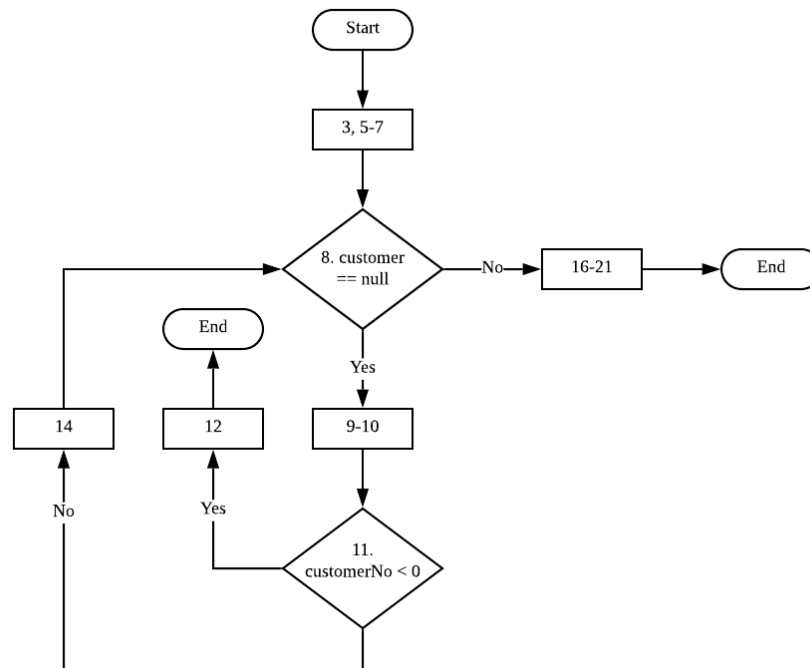 Start
3, 5-7
8. customer
== null
No
16-21
End
End
Yes
14
12
9-10
No
Yes
11.
customerNo < 0